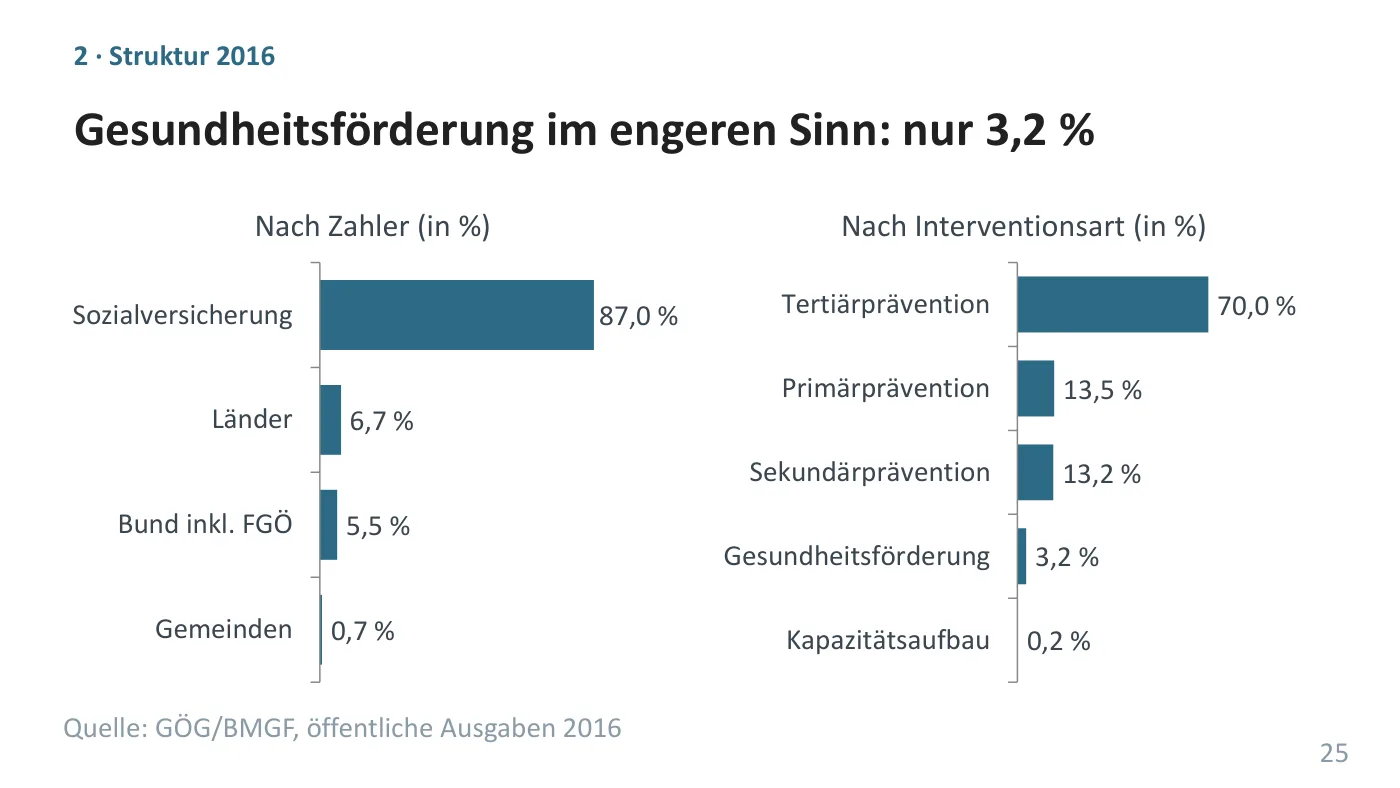 2 · Struktur 2016
Gesundheitsförderung im engeren Sinn: nur 3,2 %
Nach Zahler (in %)
Sozialversicherung 87,0 %
Länder 6,7 %
Bund inkl. FGÖ 5,5 %
Gemeinden 0,7 %
Nach Interventionsart (in %)
Tertiärprävention 70,0 %
Primärprävention 13,5 %
Sekundärprävention 13,2 %
Gesundheitsförderung 3,2 %
Kapazitätsaufbau 0,2 %
Quelle: GÖG/BMGF, öffentliche Ausgaben 2016
25